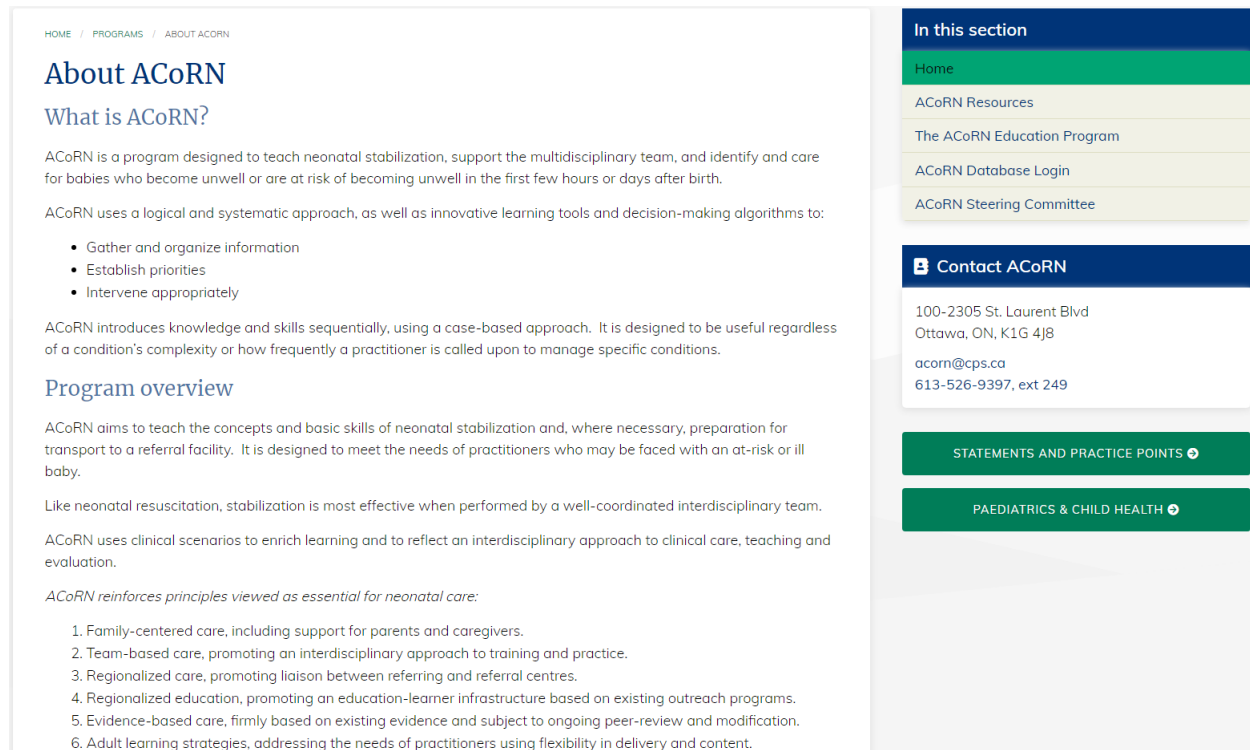 HOME / PROGRAMS / ABOUT ACORN
About ACoRN
What is ACoRN?
ACoRN is a program designed to teach neonatal stabilization, support the multidisciplinary team, and identify and care
for babies who become unwell or are at risk of becoming unwell in the first few hours or days after birth.
ACoRN uses a logical and systematic approach, as well as innovative learning tools and decision-making algorithms to:
• Gather and organize information
• Establish priorities
• Intervene appropriately
ACoRN introduces knowledge and skills sequentially, using a case-based approach. It is designed to be useful regardless
of a condition's complexity or how frequently a practitioner is called upon to manage specific conditions.
Program overview
ACoRN aims to teach the concepts and basic skills of neonatal stabilization and, where necessary, preparation for
transport to a referral facility. It is designed to meet the needs of practitioners who may be faced with an at-risk or ill
baby.
Like neonatal resuscitation, stabilization is most effective when performed by a well-coordinated interdisciplinary team.
ACoRN uses clinical scenarios to enrich learning and to reflect an interdisciplinary approach to clinical care, teaching and
evaluation.
ACoRN reinforces principles viewed as essential for neonatal care:
1. Family-centered care, including support for parents and caregivers.
2. Team-based care, promoting an interdisciplinary approach to training and practice.
3. Regionalized care, promoting liaison between referring and referral centres.
4. Regionalized education, promoting an education-learner infrastructure based on existing outreach programs.
5. Evidence-based care, firmly based on existing evidence and subject to ongoing peer-review and modification.
6. Adult learning strategies, addressing the needs of practitioners using flexibility in delivery and content.
In this section
Home
ACoRN Resources
The ACoRN Education Program
ACoRN Database Login
ACoRN Steering Committee
Contact ACoRN
100-2305 St. Laurent Blvd
Ottawa, ON, K1G 4J8
acorn@cps.ca
613-526-9397, ext 249
STATEMENTS AND PRACTICE POINTS
PAEDIATRICS & CHILD HEALTH